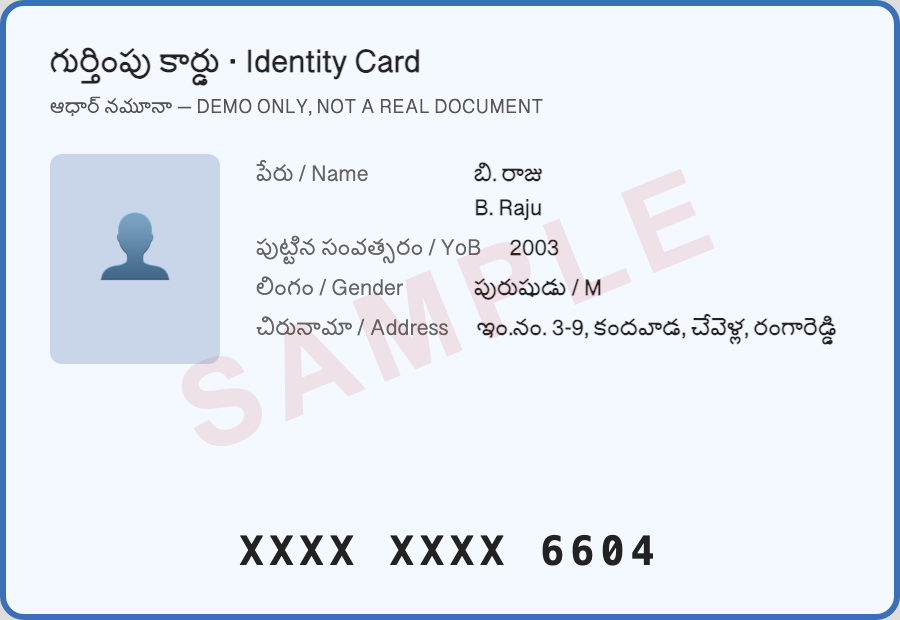 గుర్తింపు కార్డు · Identity Card
ఆధార్ నమూనా — DEMO ONLY, NOT A REAL DOCUMENT
పేరు / Name బి. రాజు
B. Raju
పుట్టిన సంవత్సరం / YoB 2003
లింగం / Gender పురుషుడు / M
చిరునామా / Address ఇం.నం. 3-9, కందవాడ, చేవెళ్ల, రంగారెడ్డి
SAMPLE
XXXX XXXX 6604